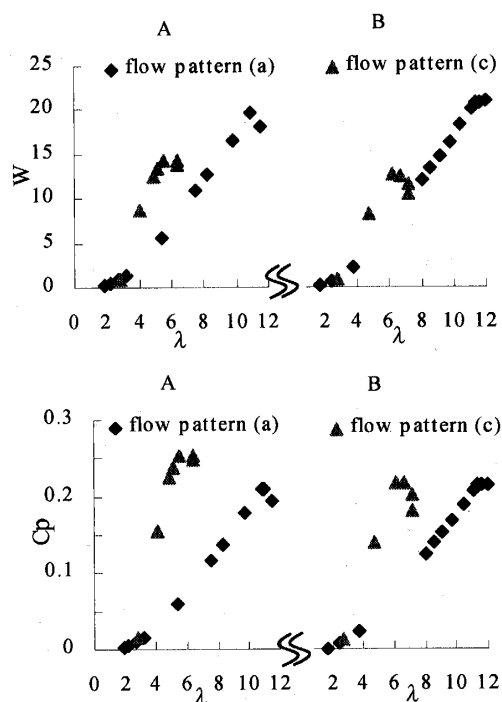 A B
25 ◆ flow pattern (a) ▲ flow pattern (c)
20
15
W
10
5
0
0 2 4 6 8 10 12 0 2 4 6 8 10 12
λ λ
A B
0.3 ◆ flow pattern (a) ▲ flow pattern (c)
0.2
Cp
0.1
0
0 2 4 6 8 10 12 0 2 4 6 8 10 12
λ λ